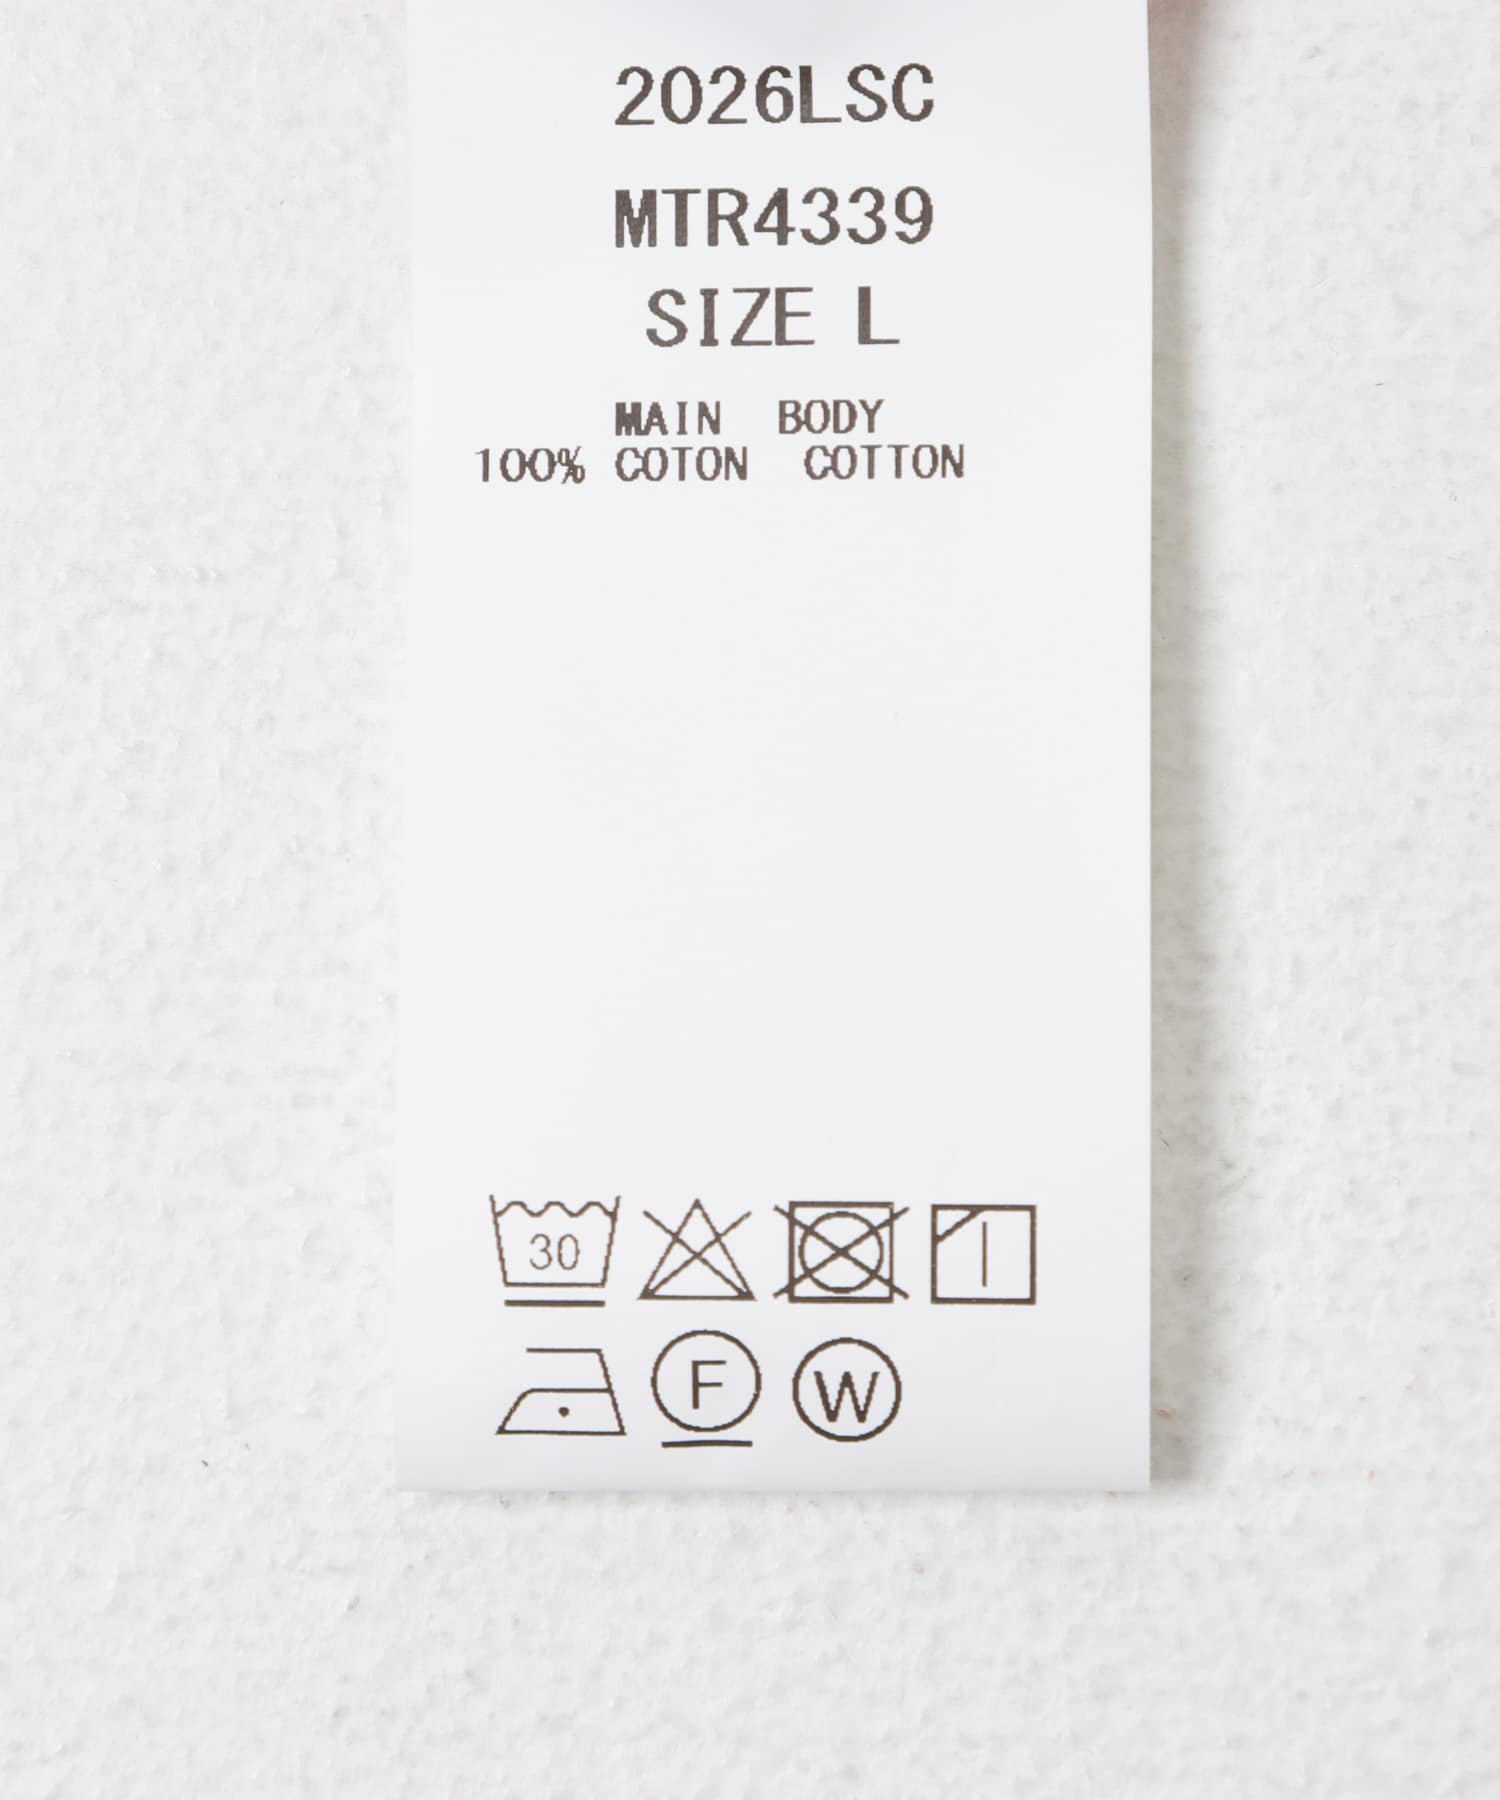 2026LSC
MTR4339
SIZE L
MAIN BODY
100% COTON COTTON
30
F W